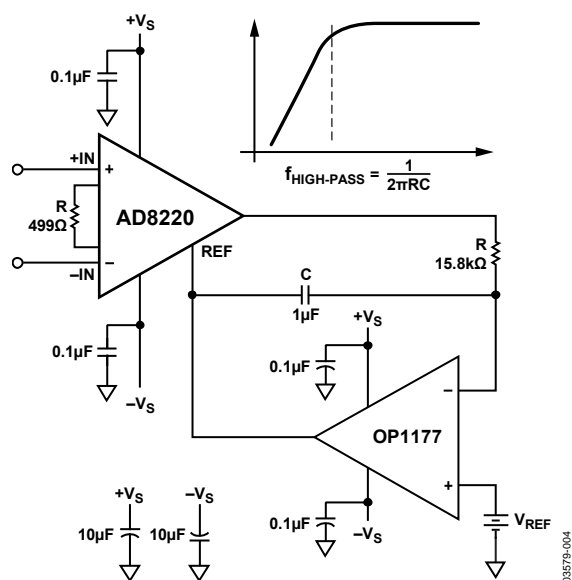 +VS
0.1µF
fHIGH-PASS = 1 / 2πRC
+IN
+
R
499Ω
AD8220
–IN
–
REF
R
15.8kΩ
C
1µF
0.1µF
–VS
+VS
0.1µF
–
OP1177
+
0.1µF
–VS
VREF
+VS
10µF
–VS
10µF
03579-004